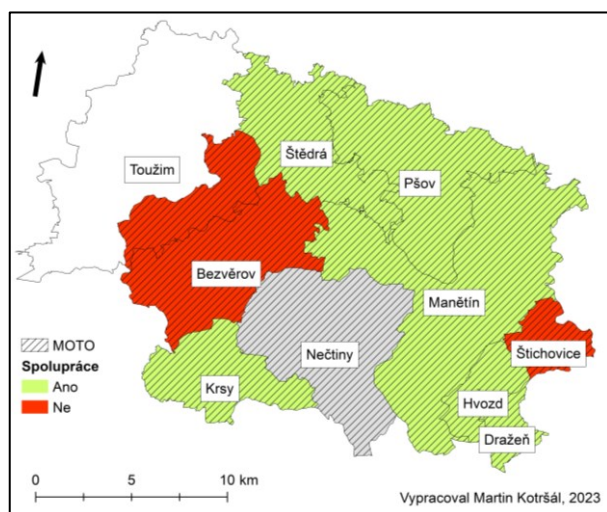 Štědrá
Toužim
Pšov
Bezvěrov
Manětín
MOTO
Spolupráce
Ano
Ne
Nečtiny
Štichovice
Krsy
Hvozd
Dražeň
0 5 10 km
Vypracoval Martin Kotršál, 2023